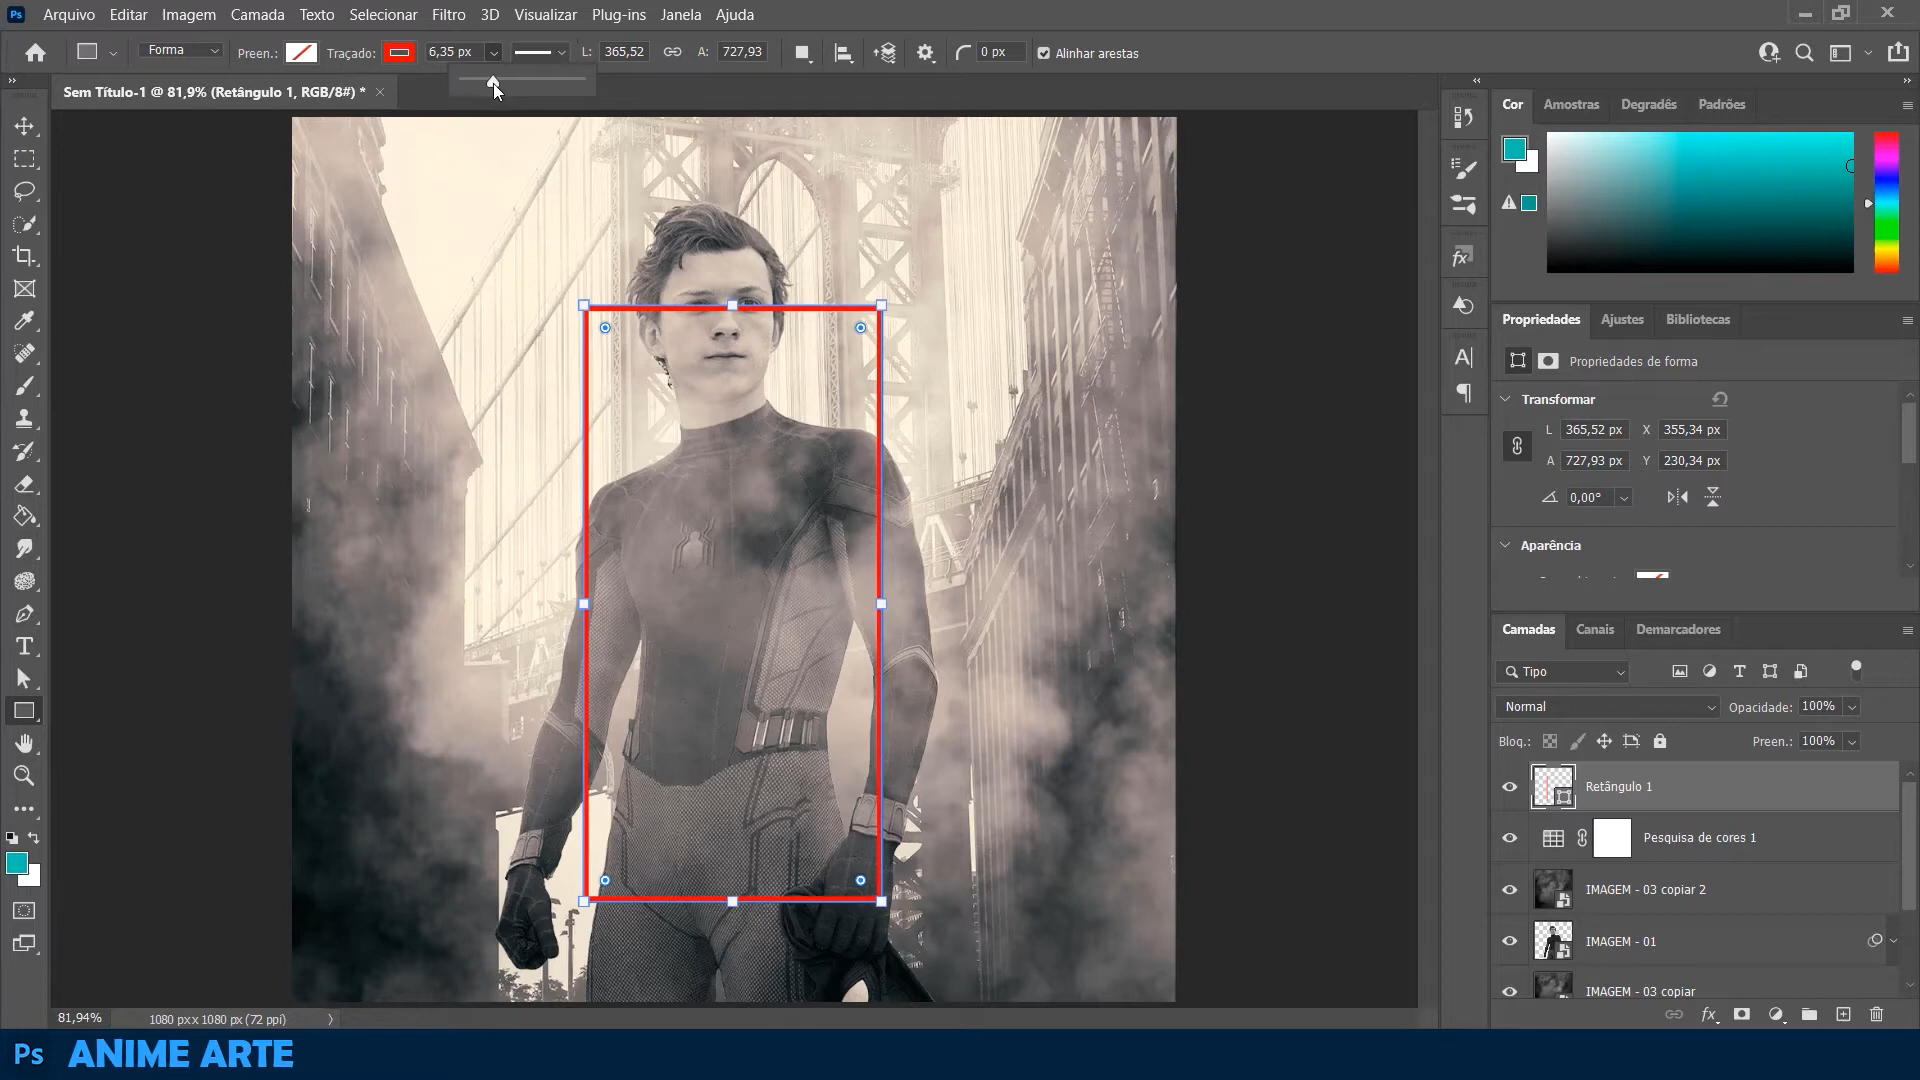 Ps Arquivo Editar Imagem Camada Texto Selecionar Filtro 3D Visualizar Plug-ins Janela Ajuda
Forma Preen.: Traçado: 6,35 px L: 365,52 A: 727,93 0 px Alinhar arestas
Sem Título-1 @ 81,9% (Retângulo 1, RGB/8#) *
Cor Amostras Degradês Padrões
Propriedades Ajustes Bibliotecas
Propriedades de forma
Transformar
L 365,52 px X 355,34 px
A 727,93 px Y 230,34 px
0,00°
Aparência
Camadas Canais Demarcadores
Tipo
Normal Opacidade: 100%
Bloq.: Preen.: 100%
Retângulo 1
Pesquisa de cores 1
IMAGEM - 03 copiar 2
IMAGEM - 01
IMAGEM - 03 copiar
81,94% 1080 px x 1080 px (72 ppi)
Ps ANIME ARTE